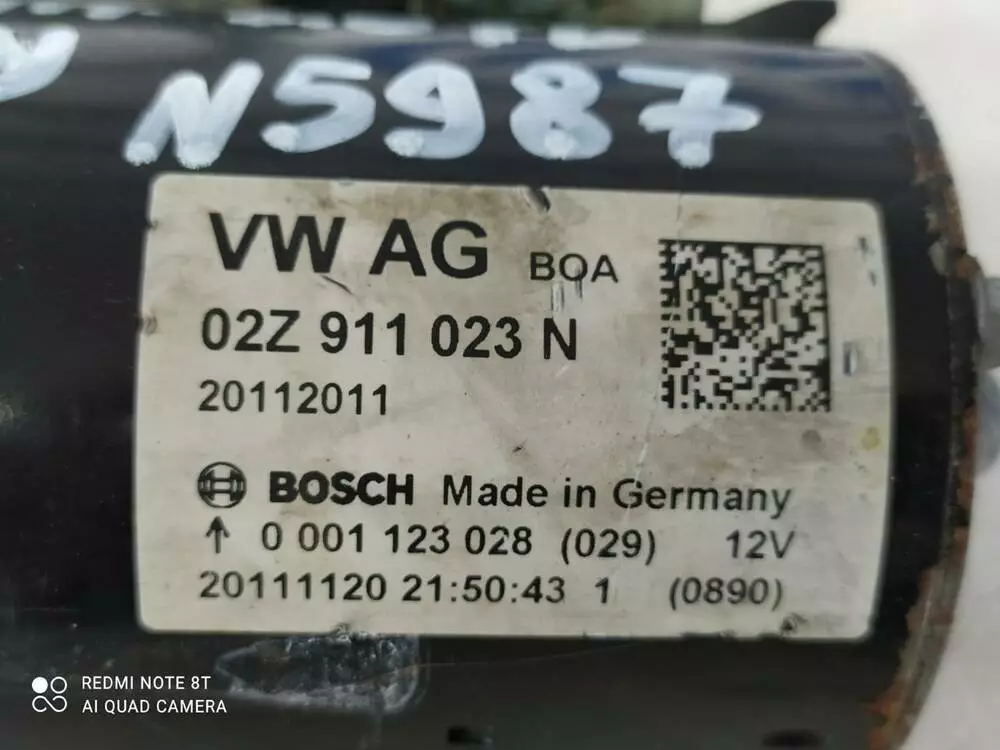 N5987
VW AG BOA
02Z 911 023 N
20112011
BOSCH Made in Germany
↑ 0 001 123 028 (029) 12V
20111120 21:50:43 1 (0890)
REDMI NOTE 8T
AI QUAD CAMERA